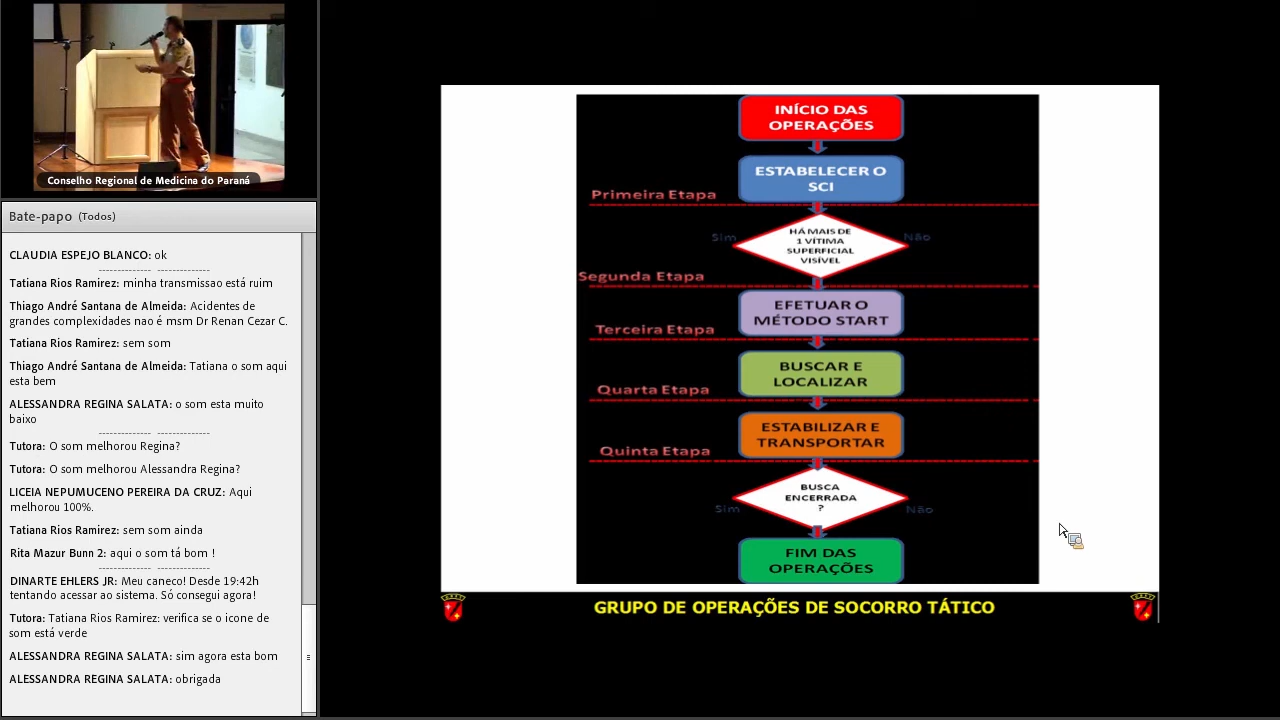 Conselho Regional de Medicina do Paraná
Bate-papo (Todos)
CLAUDIA ESPEJO BLENCO: ok
Tatiana Rios Ramirez: minha transmissao está ruim
Thiago André Santana de Almeida: Acidentes de
grandes complexidades nao é msm Dr Renan Cezar C.
Tatiana Rios Ramirez: sem som
Thiago André Santana de Almeida: Tatiana o som aqui
esta bem
ALESSANDRA REGINA SALATA: o som esta muito
baixo
Tutora: O som melhorou Regina?
Tutora: O som melhorou Alessandra Regina?
LICEIA NEPUMUCENO PEREIRA DA CRUZ: Aqui
melhorou 100%.
Tatiana Rios Ramirez: sem som ainda
Rita Mazur Bunn 2: aqui o som tá bom !
DINARTE EHLERS JR: Meu caneco! Desde 19:42h
tentando acessar ao sistema. Só consegui agora!
Tutora: Tatiana Rios Ramirez: verifica se o icone de
som está verde
ALESSANDRA REGINA SALATA: sim agora esta bom
ALESSANDRA REGINA SALATA: obrigada
INÍCIO DAS
OPERAÇÕES
ESTABELECER O
SCI
Primeira Etapa
HÁ MAIS DE
1 VÍTIMA
SUPERFICIAL
VISÍVEL
Sim
Não
Segunda Etapa
EFETUAR O
MÉTODO START
Terceira Etapa
BUSCAR E
LOCALIZAR
Quarta Etapa
ESTABILIZAR E
TRANSPORTAR
Quinta Etapa
BUSCA
ENCERRADA
?
Sim
Não
FIM DAS
OPERAÇÕES
GRUPO DE OPERAÇÕES DE SOCORRO TÁTICO